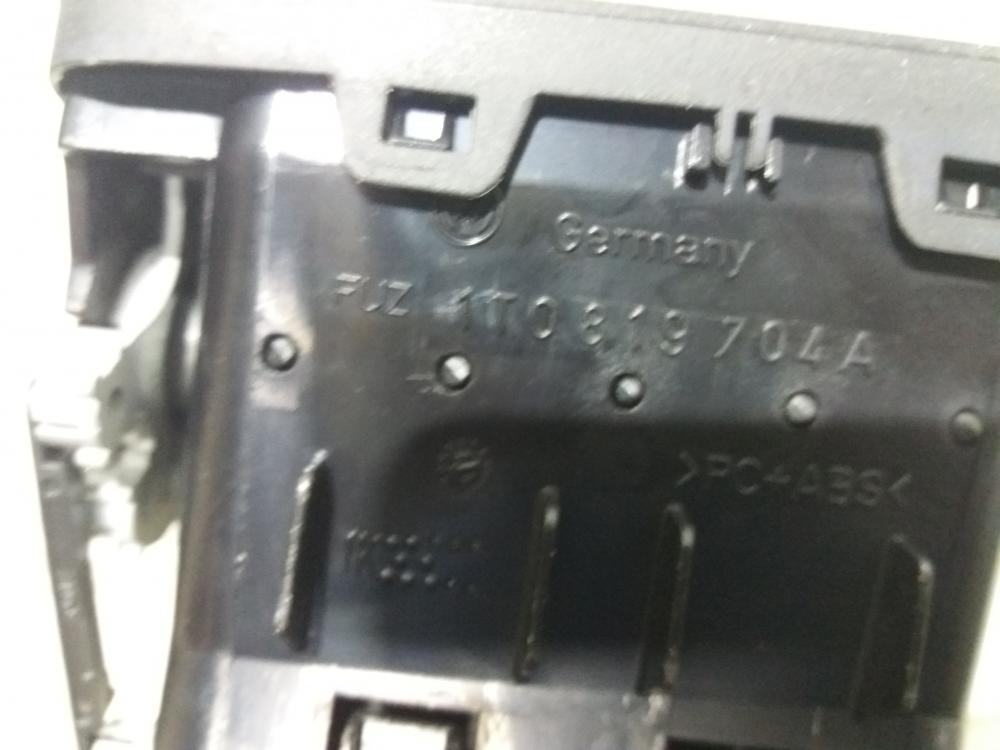 Germany
FUZ 1T0 819 704 A
>PC+ABS<